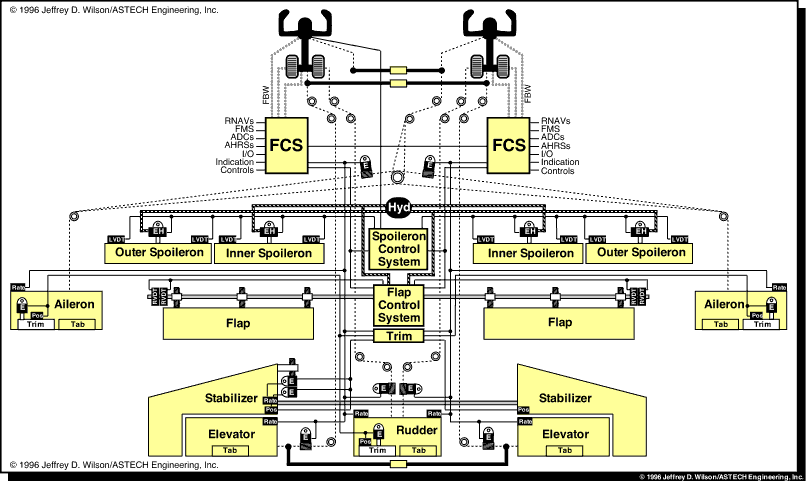 © 1996 Jeffrey D. Wilson/ASTECH Engineering, Inc.
FBW
FBW
RNAVs
FMS
ADCs
AHRSs
I/O
Indication
Controls
FCS
FCS
RNAVs
FMS
ADCs
AHRSs
I/O
Indication
Controls
E
E
Hyd
EH
EH
EH
EH
LVDT
LVDT
LVDT
LVDT
LVDT
LVDT
LVDT
LVDT
Outer Spoileron
Inner Spoileron
Spoileron
Control
System
Inner Spoileron
Outer Spoileron
Rate
Rate
Aileron
E
Pos
Trim
Tab
Flap
Flap
Control
System
Trim
Flap
Aileron
E
Pos
Tab
Trim
E
E
Stabilizer
Rate
Pos
Rate
Elevator
Tab
E
E
E
Rate
Rate
Rudder
E
Pos
Trim
Tab
E
Stabilizer
Rate
Pos
Rate
Elevator
Tab
© 1996 Jeffrey D. Wilson/ASTECH Engineering, Inc.
© 1996 Jeffrey D. Wilson/ASTECH Engineering, Inc.